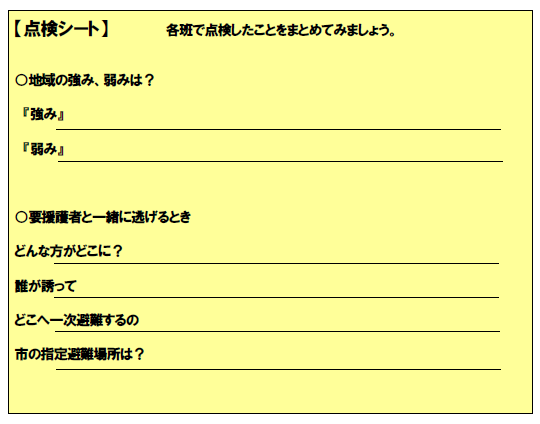 【点検シート】 各班で点検したことをまとめてみましょう。
○地域の強み、弱みは？
『強み』
『弱み』
○要援護者と一緒に逃げるとき
どんな方がどこに？
誰が誘って
どこへ一次避難するの
市の指定避難場所は？